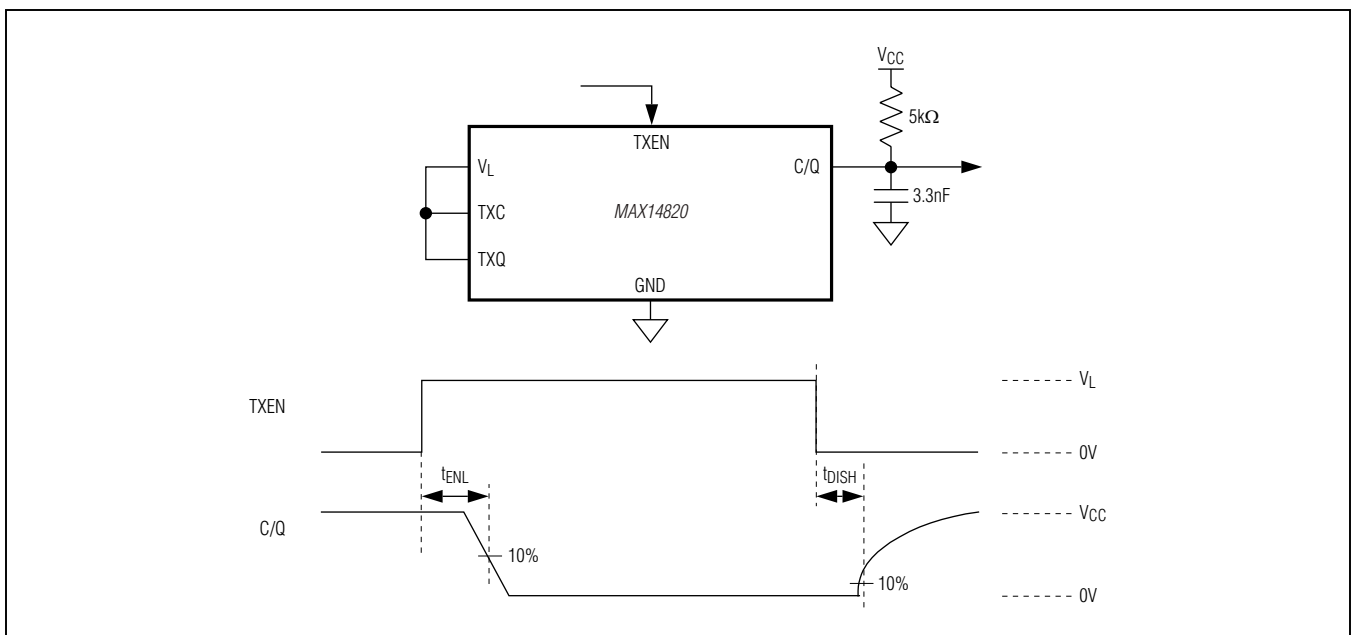 VCC
5kΩ
TXEN
VL
C/Q
3.3nF
TXC
MAX14820
TXQ
GND
TXEN
VL
0V
tENL
tDISH
C/Q
VCC
10%
10%
0V